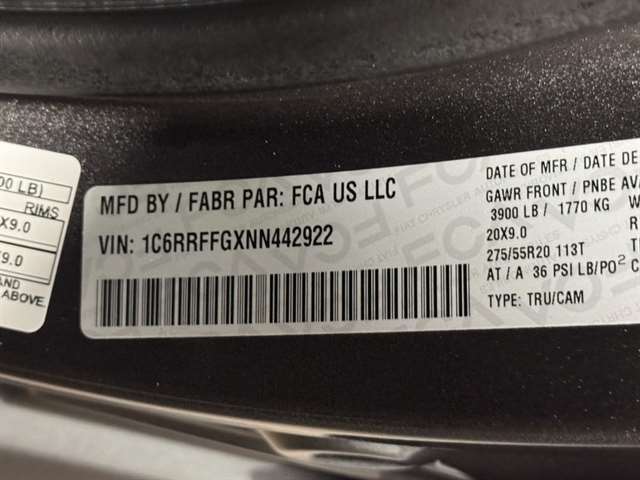 00 LB)
RIMS
X9.0
X9.0
AND
ABOVE
MFD BY / FABR PAR: FCA US LLC
VIN: 1C6RRFFGXNN442922
DATE OF MFR / DATE DE
GAWR FRONT / PNBE AV
3900 LB / 1770 KG
20X9.0
275/55R20 113T
AT / A 36 PSI LB/PO² C
TYPE: TRU/CAM